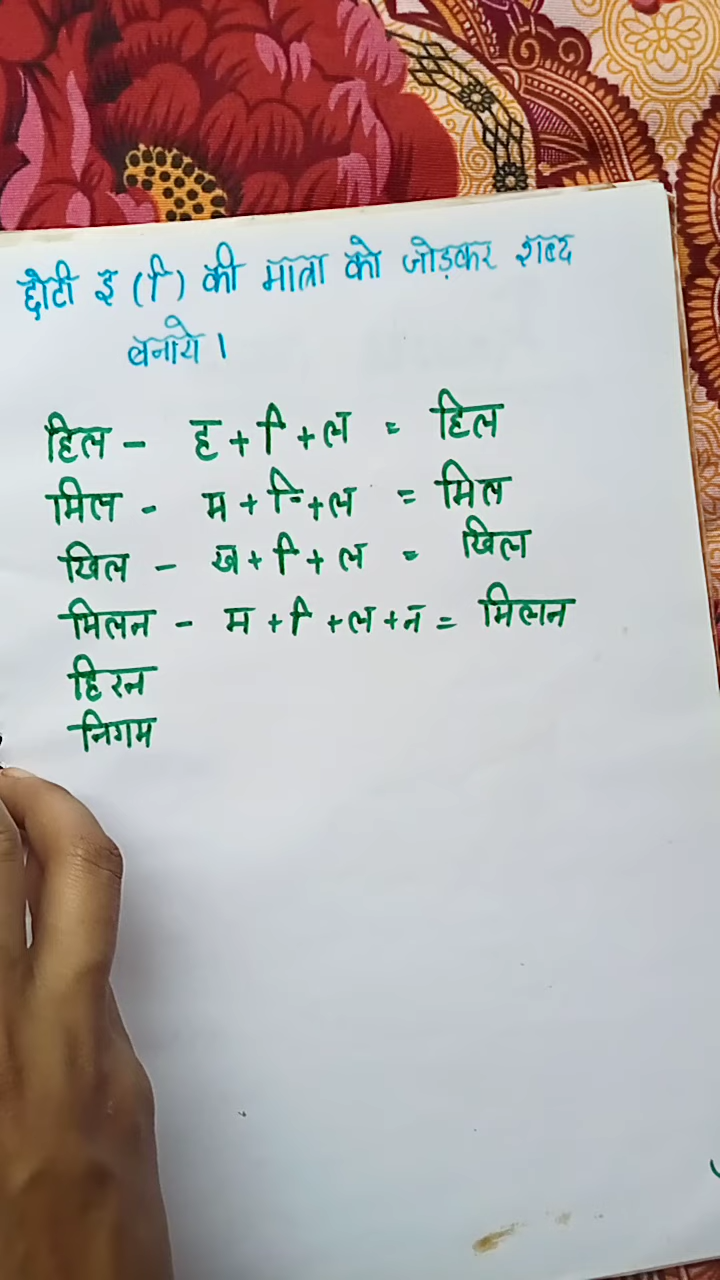 छोटी इ (ि) की मात्रा को जोड़कर शब्द
बनाये।
हिल - ह + ि + ल = हिल
मिल - म + ि + ल = मिल
खिल - ख + ि + ल = खिल
मिलन - म + ि + ल + न = मिलन
हिरन
निगम